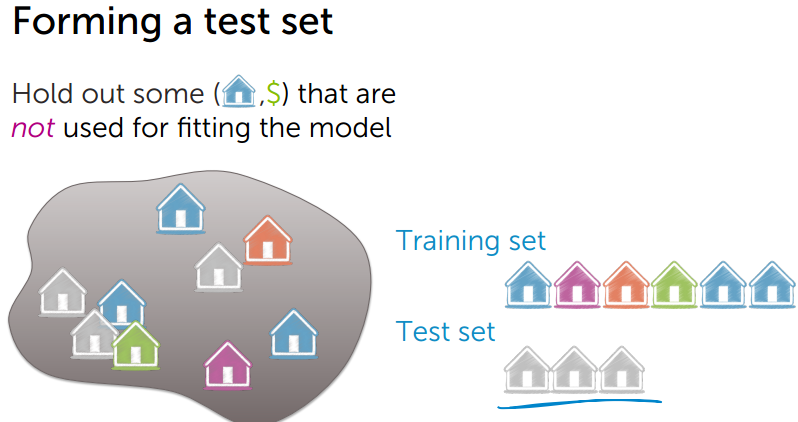 Forming a test set
Hold out some ( ,$) that are
not used for fitting the model
Training set
Test set